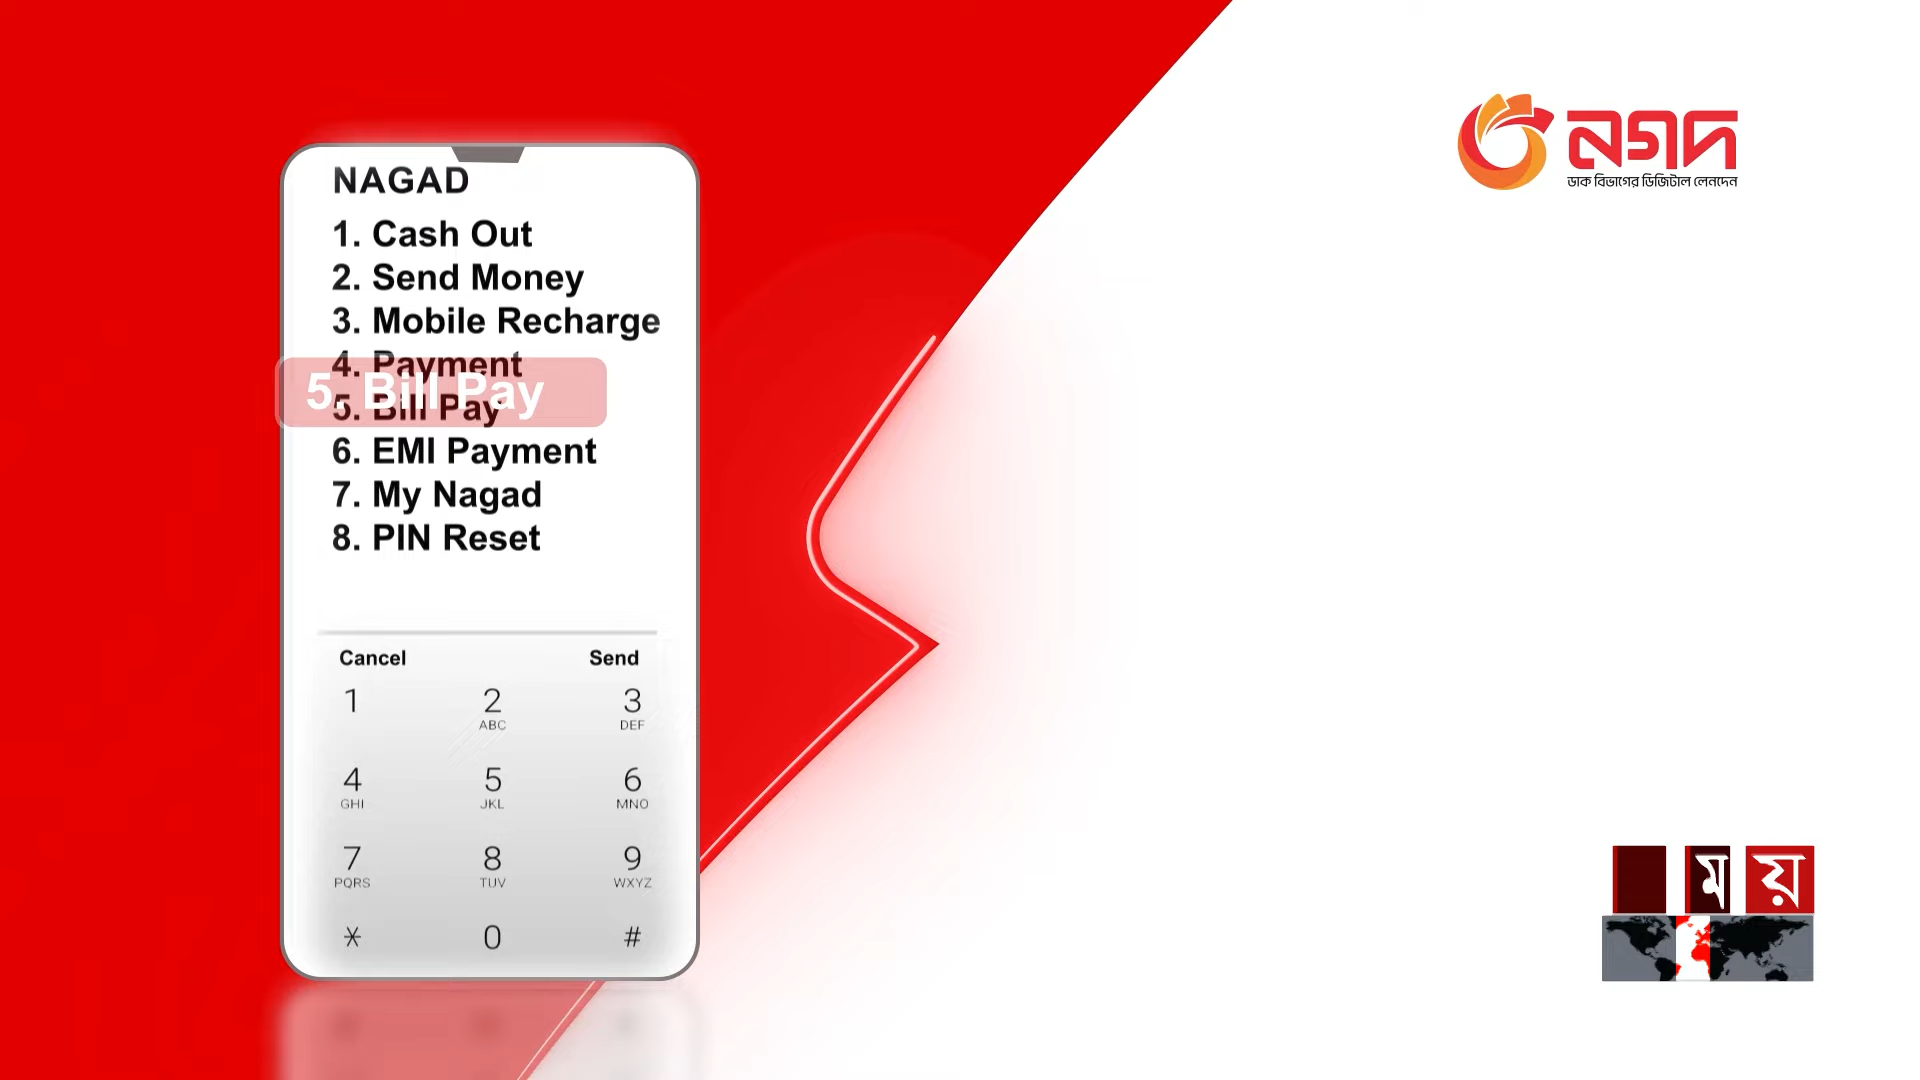 NAGAD
1. Cash Out
2. Send Money
3. Mobile Recharge
4. Payment
5. Bill Pay
5. Bill Pay
6. EMI Payment
7. My Nagad
8. PIN Reset
Cancel Send
1 2 3
ABC DEF
4 5 6
GHI JKL MNO
7 8 9
PQRS TUV WXYZ
* 0 #
নগদ
ডাক বিভাগের ডিজিটাল লেনদেন
ময়